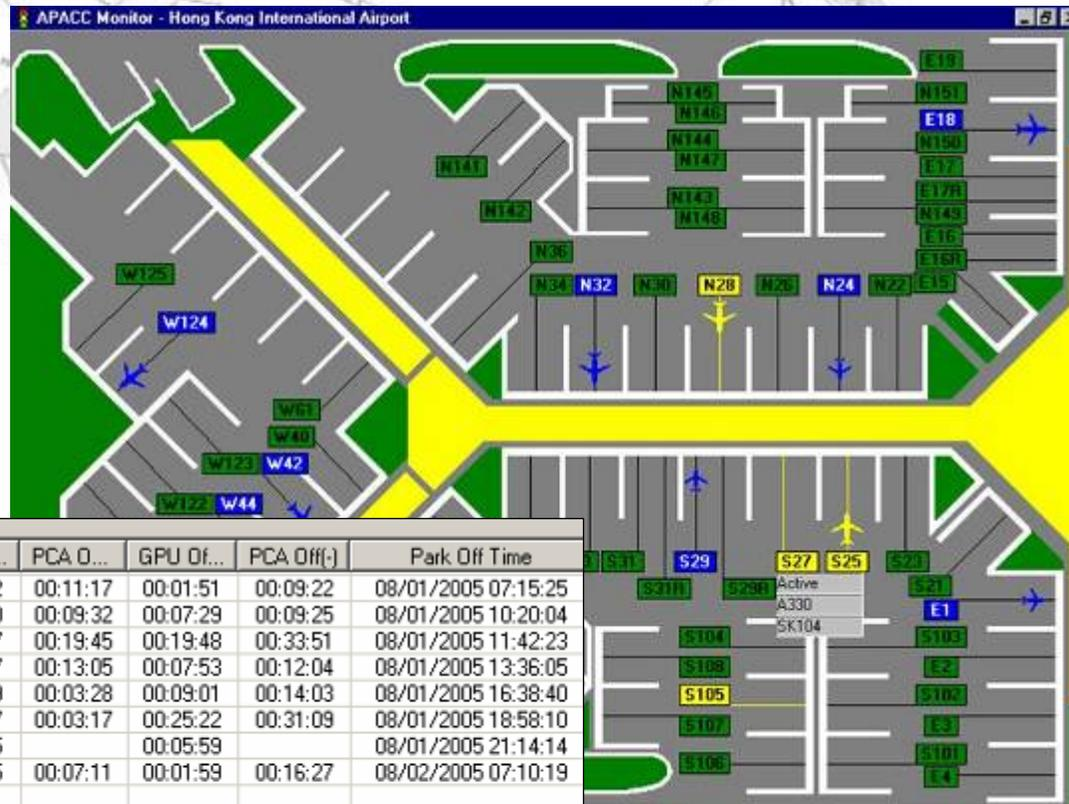 APACC Monitor - Hong Kong International Airport
E19
N145
N151
N146
E18
N144
N150
N147
E17
N141
E17R
N143
N142
N148
N149
E16
N36
E16R
W125
N34
N32
N30
N28
N26
N24
N22
E15
W124
W61
W40
W123
W42
W122
W44
S31
S29
S27
S25
S23
S31R
S29R
Active
S21
A330
E1
SK104
S104
S103
S108
E2
S105
S102
S107
E3
S106
S101
E4
PCA O... GPU Of... PCA Off(-) Park Off Time
00:11:17 00:01:51 00:09:22 08/01/2005 07:15:25
00:09:32 00:07:29 00:09:25 08/01/2005 10:20:04
00:19:45 00:19:48 00:33:51 08/01/2005 11:42:23
00:13:05 00:07:53 00:12:04 08/01/2005 13:36:05
00:03:28 00:09:01 00:14:03 08/01/2005 16:38:40
00:03:17 00:25:22 00:31:09 08/01/2005 18:58:10
00:05:59 08/01/2005 21:14:14
00:07:11 00:01:59 00:16:27 08/02/2005 07:10:19